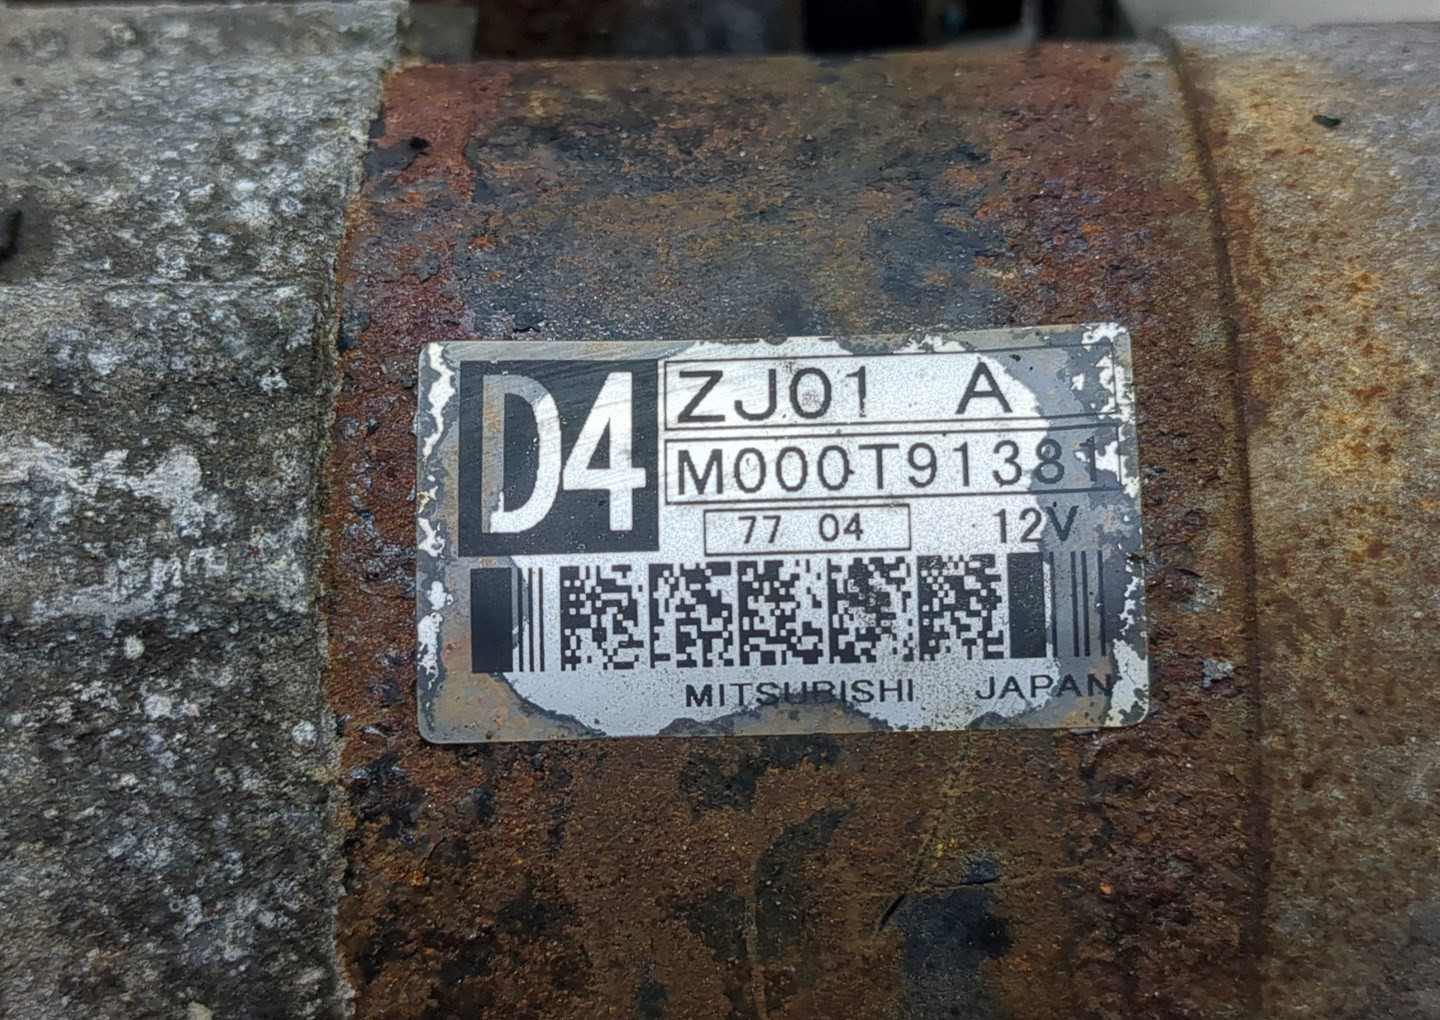 D4
ZJ01 A
M000T91381
77 04 12V
MITSUBISHI JAPAN